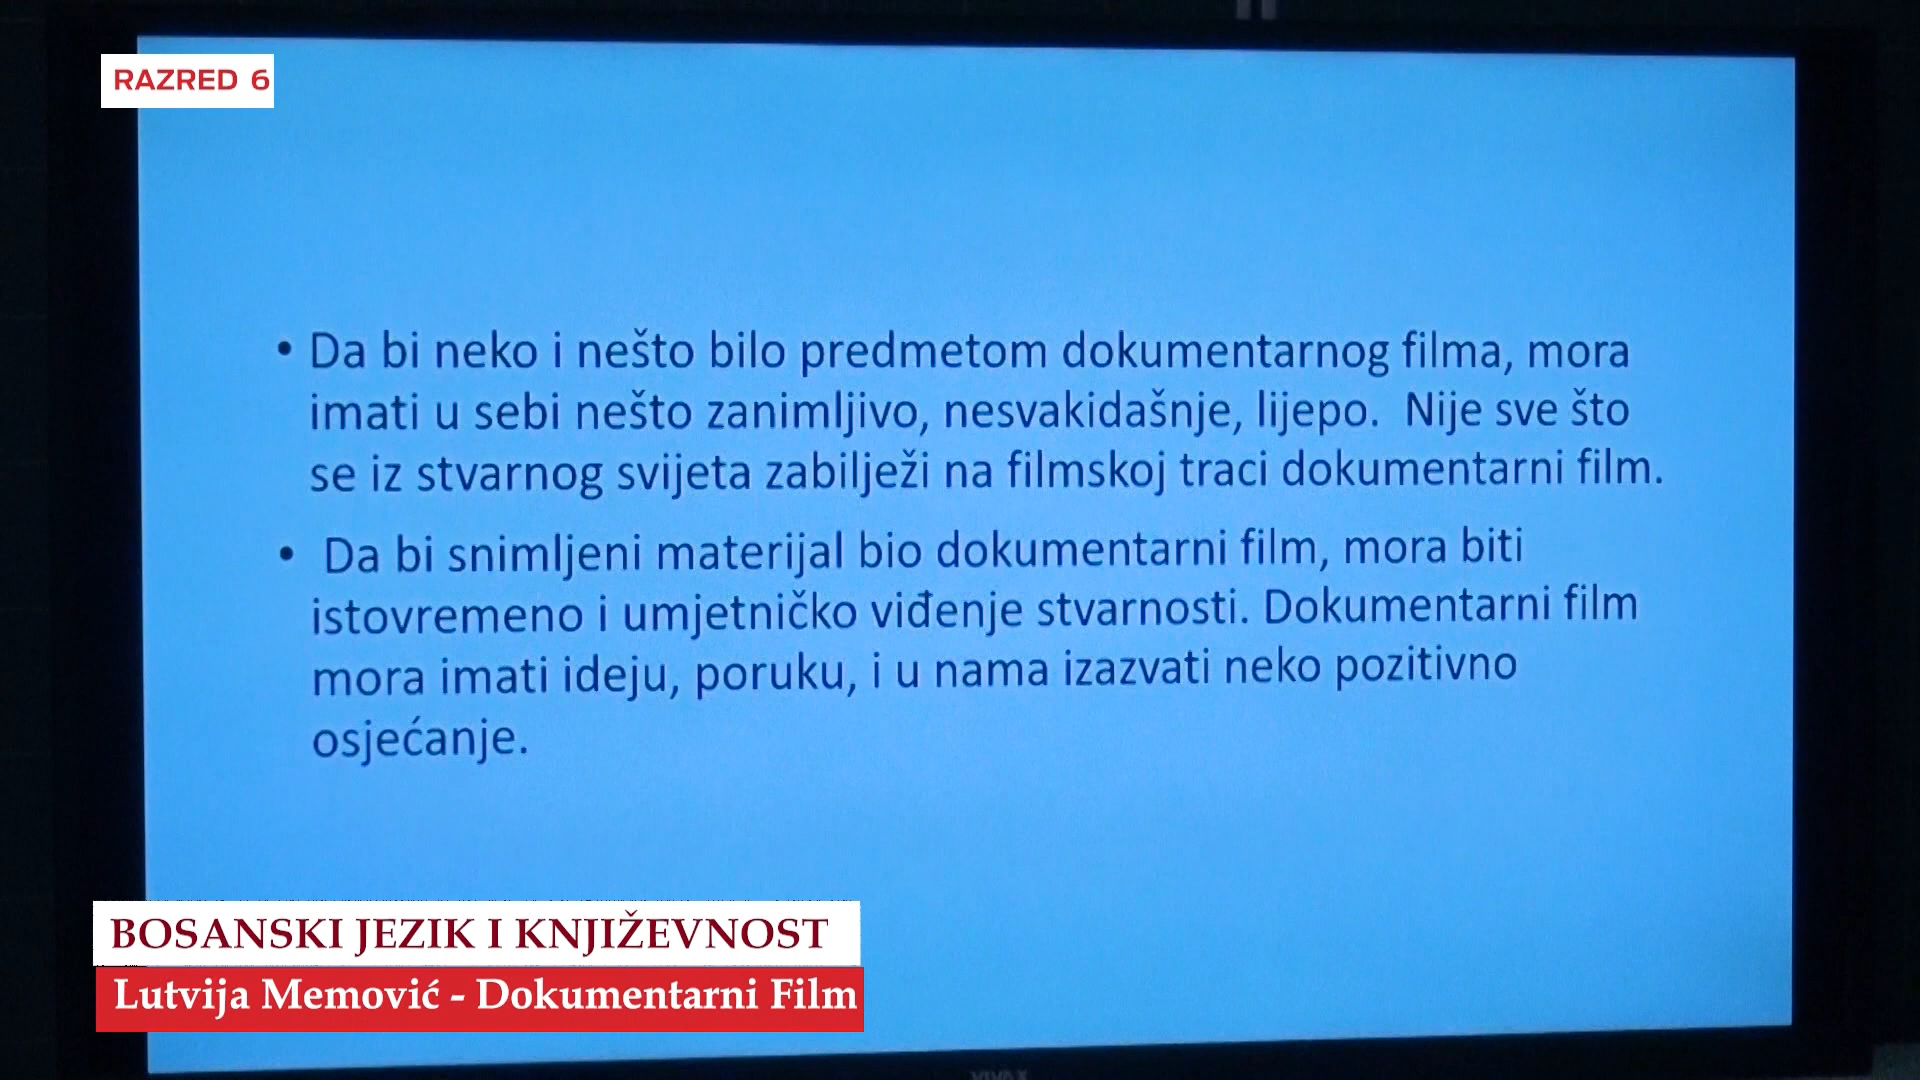 RAZRED 6
• Da bi neko i nešto bilo predmetom dokumentarnog filma, mora
imati u sebi nešto zanimljivo, nesvakidašnje, lijepo. Nije sve što
se iz stvarnog svijeta zabilježi na filmskoj traci dokumentarni film.
• Da bi snimljeni materijal bio dokumentarni film, mora biti
istovremeno i umjetničko viđenje stvarnosti. Dokumentarni film
mora imati ideju, poruku, i u nama izazvati neko pozitivno
osjećanje.
BOSANSKI JEZIK I KNJIŽEVNOST
Lutvija Memović - Dokumentarni Film
VIVAX